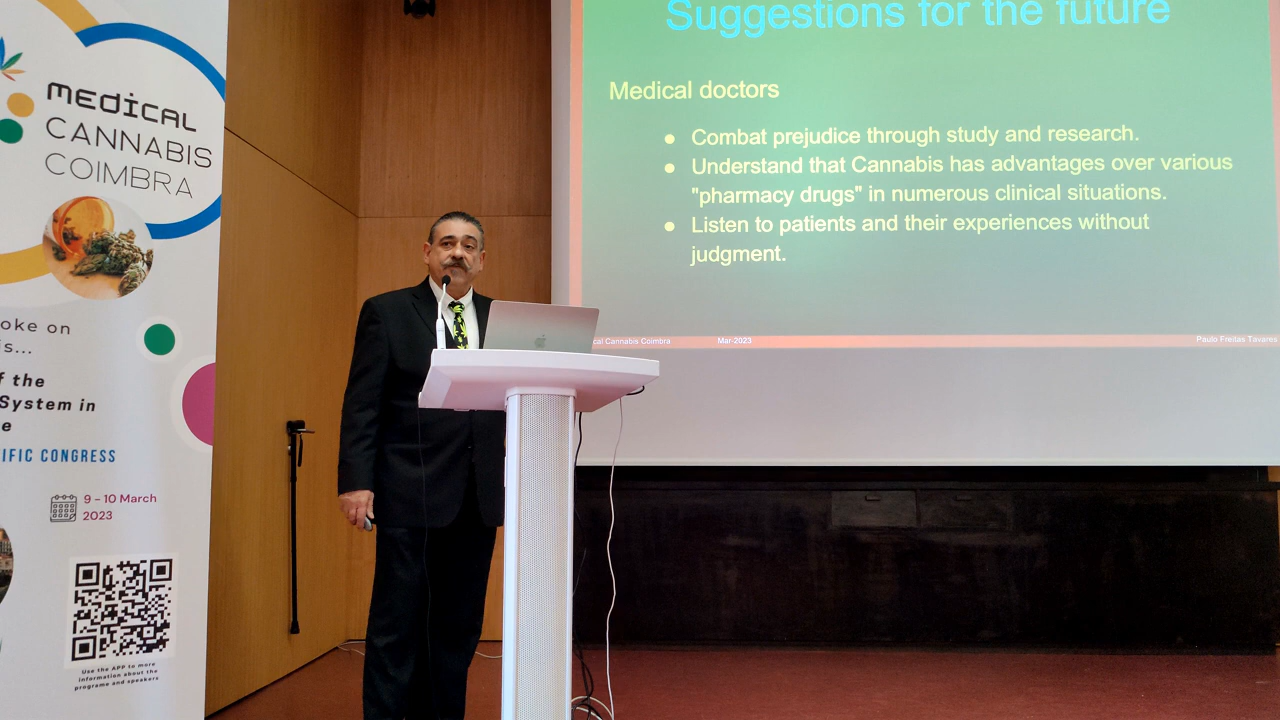 MEDICAL
CANNABIS
COIMBRA
oke on
is...
f the
System in
e
IFIC CONGRESS
9 - 10 March
2023
Use the APP to more
information about the
programe and speakers
Suggestions for the future
Medical doctors
● Combat prejudice through study and research.
● Understand that Cannabis has advantages over various
"pharmacy drugs" in numerous clinical situations.
● Listen to patients and their experiences without
judgment.
cal Cannabis Coimbra Mar-2023 Paulo Freitas Tavares